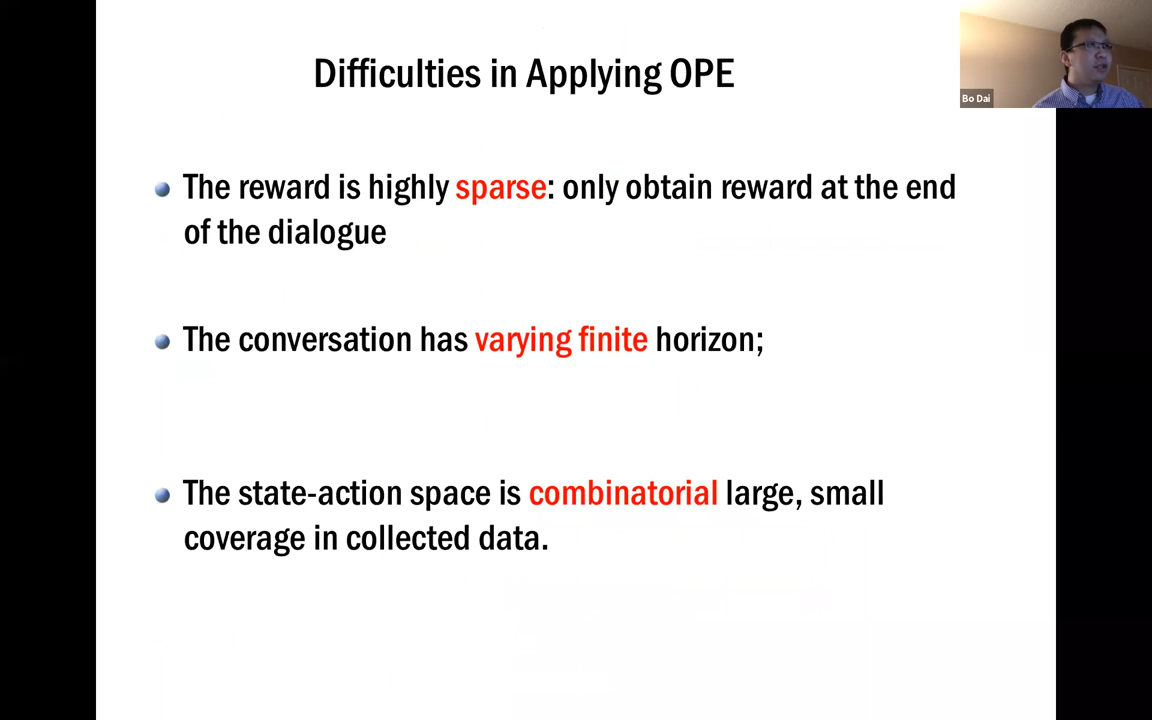 Difficulties in Applying OPE
Bo Dai
The reward is highly sparse: only obtain reward at the end
of the dialogue
The conversation has varying finite horizon;
The state-action space is combinatorial large, small
coverage in collected data.